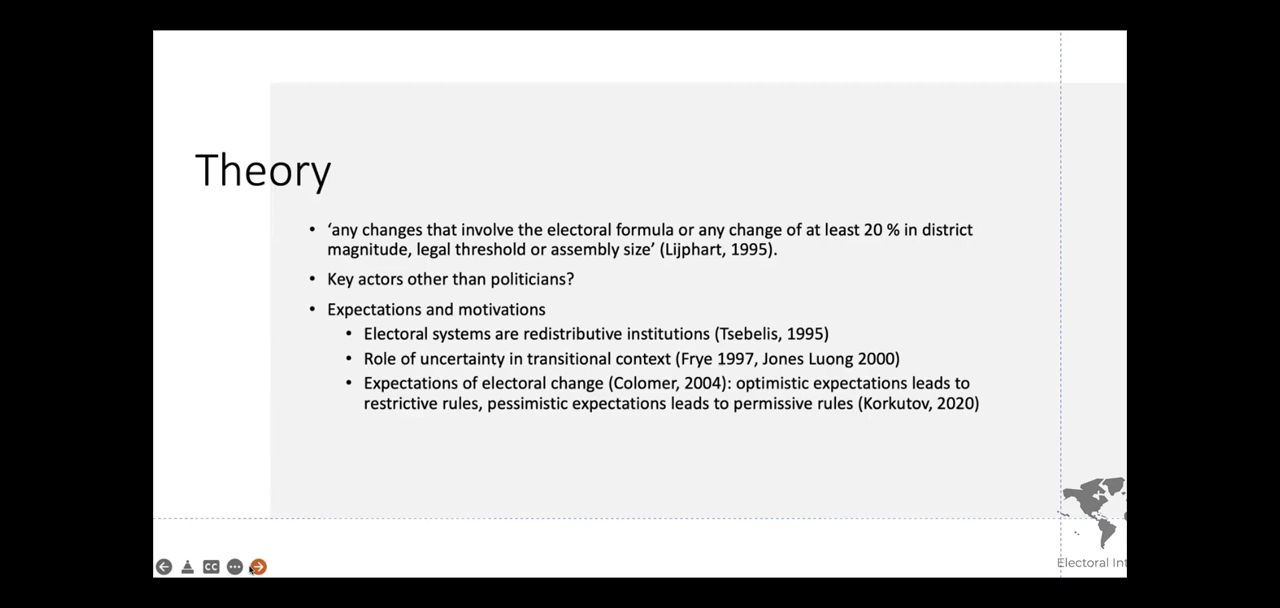 Theory
• ‘any changes that involve the electoral formula or any change of at least 20 % in district
magnitude, legal threshold or assembly size’ (Lijphart, 1995).
• Key actors other than politicians?
• Expectations and motivations
• Electoral systems are redistributive institutions (Tsebelis, 1995)
• Role of uncertainty in transitional context (Frye 1997, Jones Luong 2000)
• Expectations of electoral change (Colomer, 2004): optimistic expectations leads to
restrictive rules, pessimistic expectations leads to permissive rules (Korkutov, 2020)
CC
Electoral Int